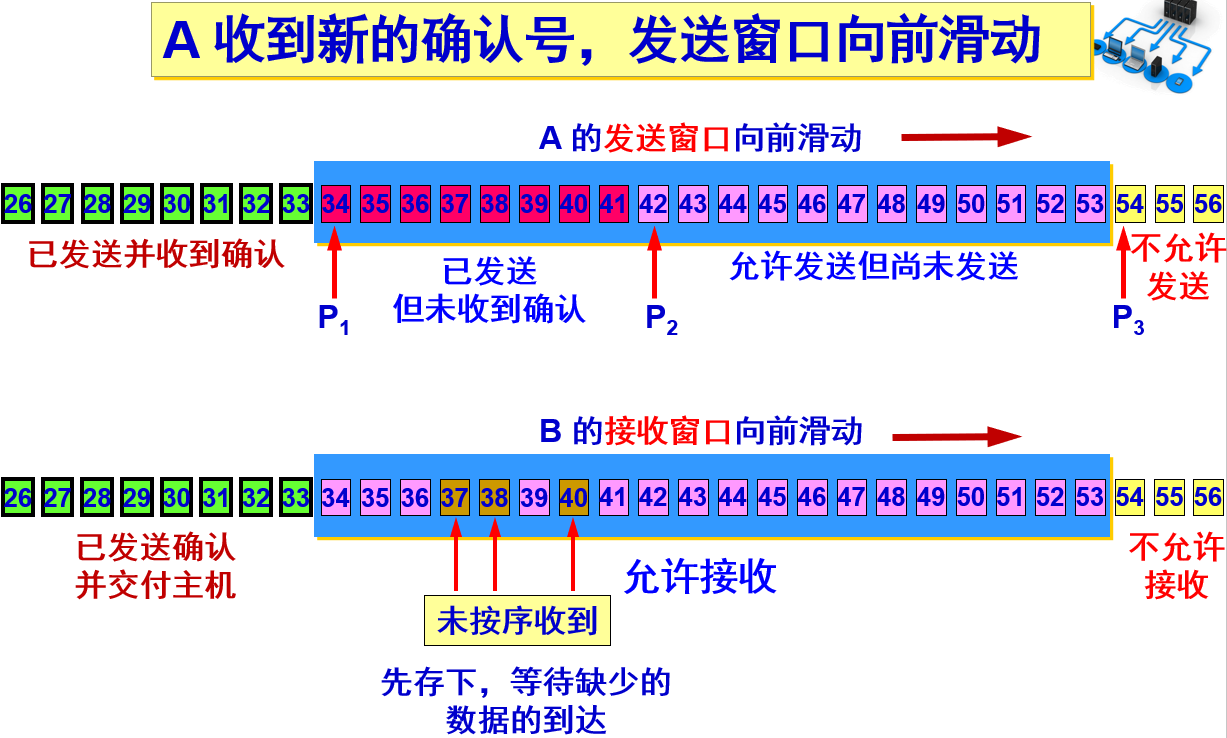 A 收到新的确认号，发送窗口向前滑动
A 的发送窗口向前滑动
26 27 28 29 30 31 32 33 34 35 36 37 38 39 40 41 42 43 44 45 46 47 48 49 50 51 52 53 54 55 56
已发送并收到确认
已发送
但未收到确认
允许发送但尚未发送
不允许
发送
P1
P2
P3
B 的接收窗口向前滑动
26 27 28 29 30 31 32 33 34 35 36 37 38 39 40 41 42 43 44 45 46 47 48 49 50 51 52 53 54 55 56
已发送确认
并交付主机
允许接收
不允许
接收
未按序收到
先存下，等待缺少的
数据的到达